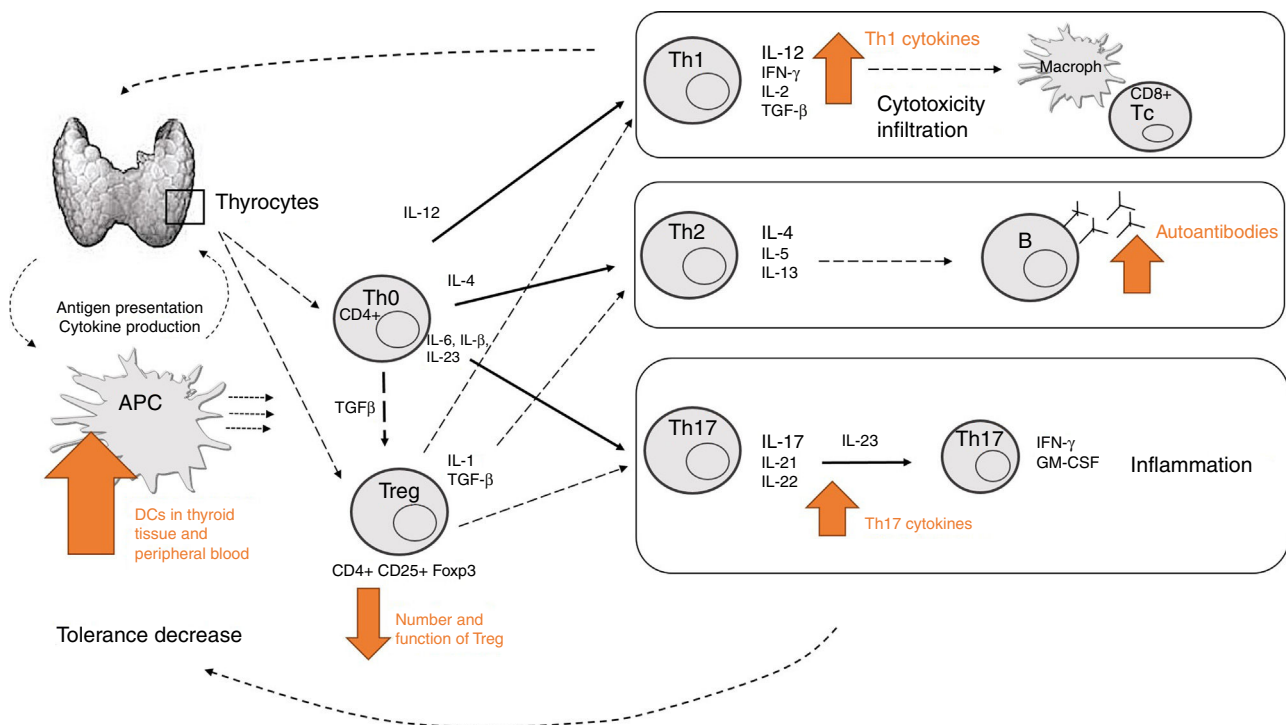 Th1
IL-12
IFN-γ
IL-2
TGF-β
Th1 cytokines
Cytotoxicity
infiltration
Macroph
CD8+
Tc
Thyrocytes
IL-12
Th2
IL-4
IL-5
IL-13
B
Autoantibodies
IL-4
Th0
CD4+
IL-6, IL-β,
IL-23
Antigen presentation
Cytokine production
APC
TGFβ
IL-1
TGF-β
Treg
CD4+ CD25+ Foxp3
Th17
IL-17
IL-21
IL-22
IL-23
Th17
IFN-γ
GM-CSF
Inflammation
Th17 cytokines
DCs in thyroid
tissue and
peripheral blood
Number and
function of Treg
Tolerance decrease